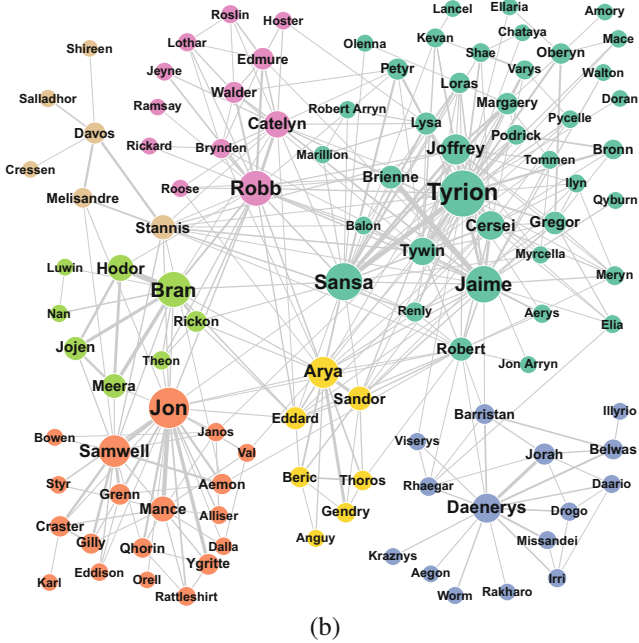 Lancel
Ellaria
Amory
Roslin
Hoster
Kevan
Chataya
Mace
Shireen
Lothar
Olenna
Shae
Oberyn
Edmure
Petyr
Varys
Walton
Jeyne
Loras
Salladhor
Walder
Margaery
Doran
Ramsay
Robert Arryn
Lysa
Pycelle
Davos
Catelyn
Podrick
Rickard
Brynden
Marillion
Joffrey
Tommen
Bronn
Cressen
Brienne
Ilyn
Roose
Robb
Tyrion
Melisandre
Qyburn
Stannis
Balon
Cersei
Gregor
Tywin
Myrcella
Luwin
Hodor
Meryn
Bran
Sansa
Jaime
Nan
Rickon
Renly
Aerys
Elia
Jojen
Theon
Robert
Jon Arryn
Meera
Arya
Sandor
Jon
Eddard
Barristan
Illyrio
Bowen
Janos
Viserys
Samwell
Val
Jorah
Belwas
Styr
Grenn
Aemon
Beric
Thoros
Rhaegar
Daario
Mance
Daenerys
Drogo
Craster
Alliser
Gendry
Gilly
Qhorin
Dalla
Anguy
Missandei
Kraznys
Eddison
Ygritte
Karl
Orell
Aegon
Irri
Rattleshirt
Worm
Rakharo
(b)